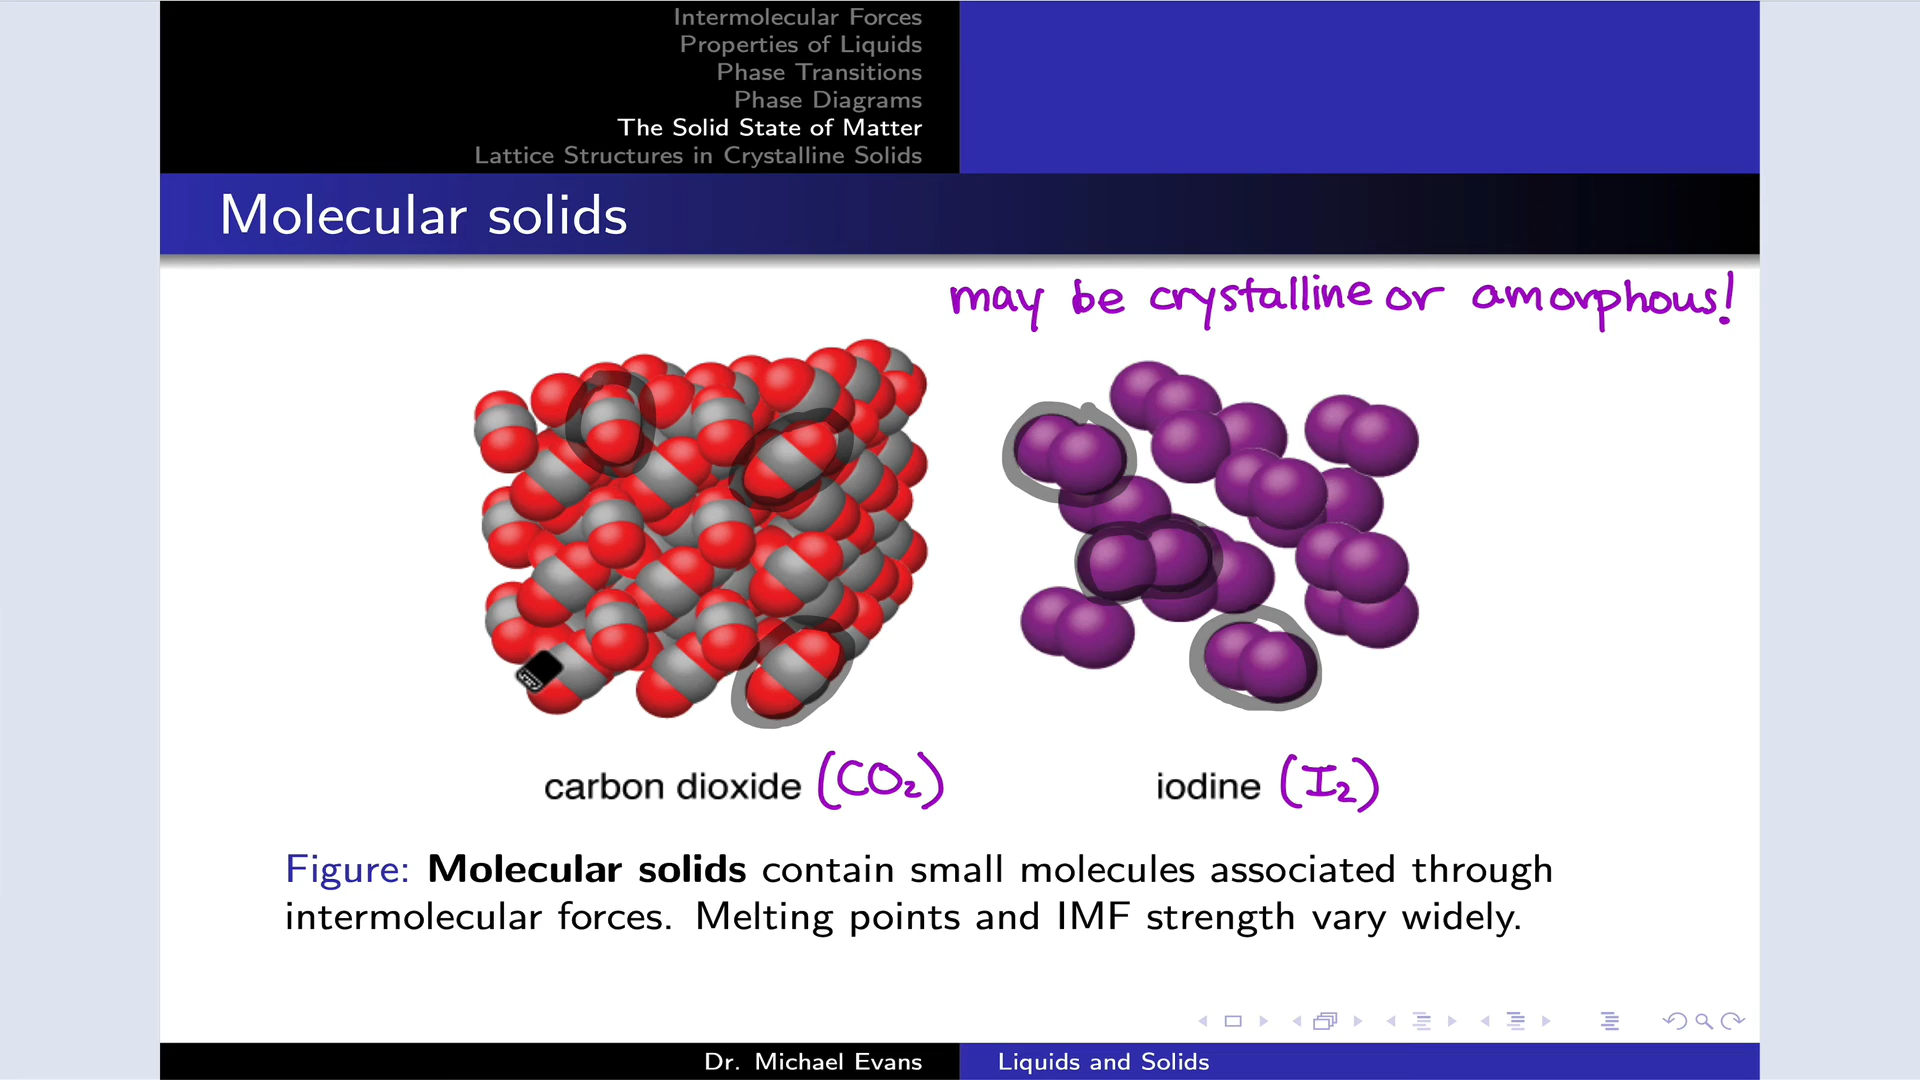 Intermolecular Forces
Properties of Liquids
Phase Transitions
Phase Diagrams
The Solid State of Matter
Lattice Structures in Crystalline Solids
Molecular solids
may be crystalline or amorphous!
carbon dioxide (CO₂)
iodine (I₂)
Figure: Molecular solids contain small molecules associated through
intermolecular forces. Melting points and IMF strength vary widely.
Dr. Michael Evans
Liquids and Solids